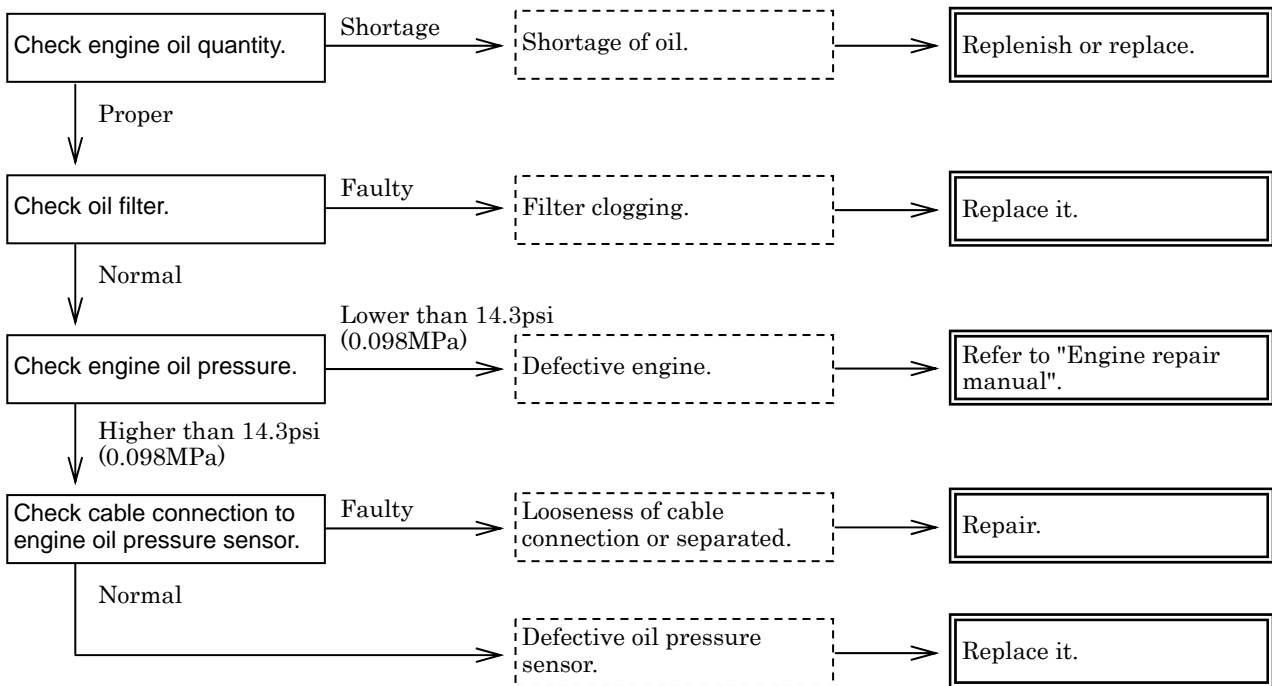 Check engine oil quantity.
Shortage
Shortage of oil.
Replenish or replace.
Proper
Check oil filter.
Faulty
Filter clogging.
Replace it.
Normal
Check engine oil pressure.
Lower than 14.3psi
(0.098MPa)
Defective engine.
Refer to "Engine repair
manual".
Higher than 14.3psi
(0.098MPa)
Check cable connection to
engine oil pressure sensor.
Faulty
Looseness of cable
connection or separated.
Repair.
Normal
Defective oil pressure
sensor.
Replace it.